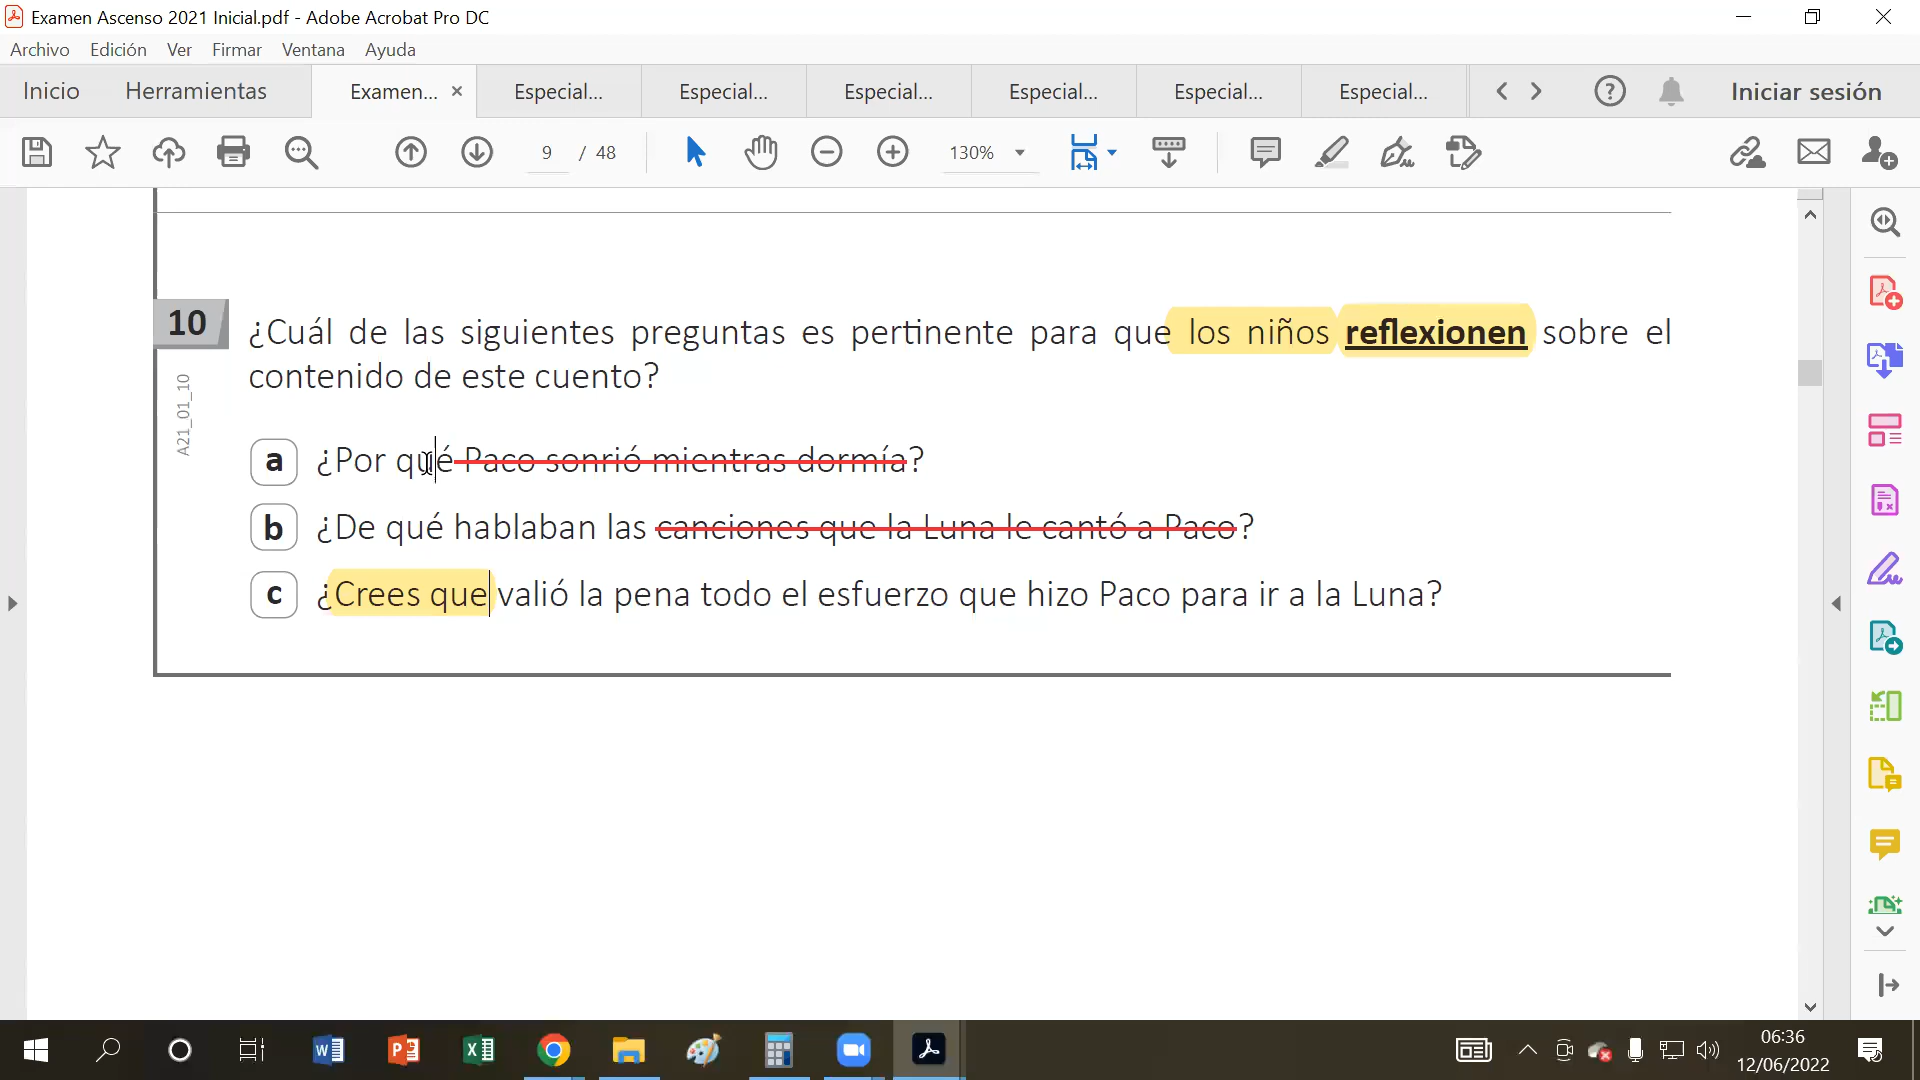 Examen Ascenso 2021 Inicial.pdf - Adobe Acrobat Pro DC
Archivo Edición Ver Firmar Ventana Ayuda
Inicio Herramientas Examen... Especial... Especial... Especial... Especial... Especial... Especial... Iniciar sesión
9 / 48 130%
10 ¿Cuál de las siguientes preguntas es pertinente para que los niños reflexionen sobre el
contenido de este cuento?
A21_01_10
a ¿Por qué Paco sonrió mientras dormía?
b ¿De qué hablaban las canciones que la Luna le cantó a Paco?
c ¿Crees que valió la pena todo el esfuerzo que hizo Paco para ir a la Luna?
06:36
12/06/2022